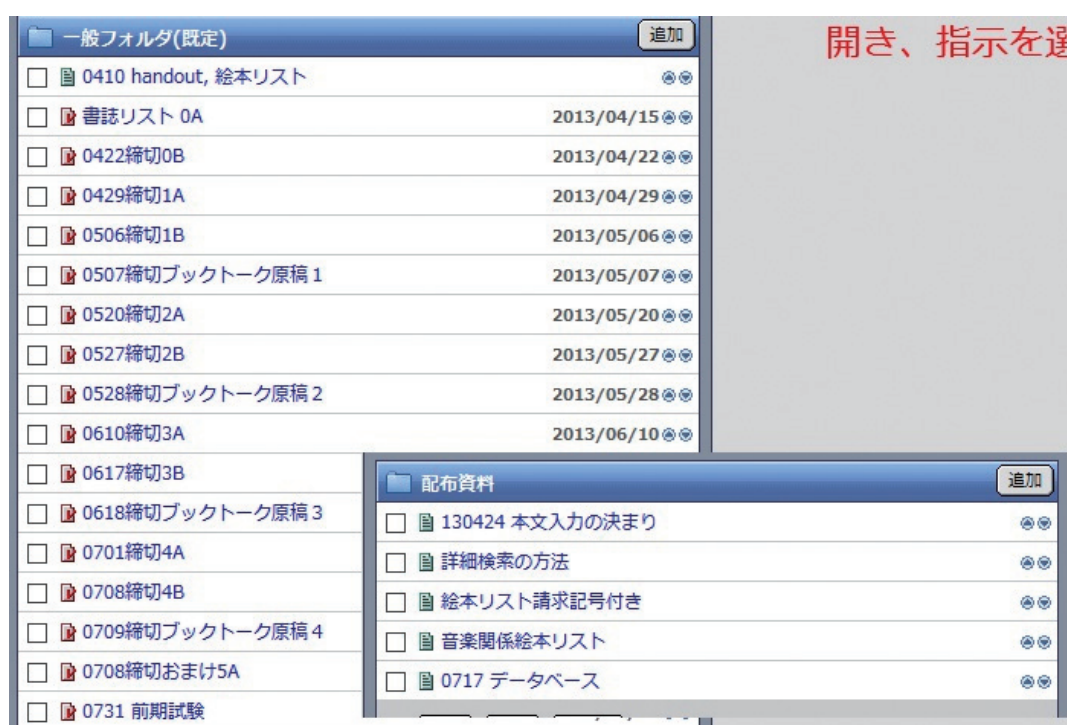 一般フォルダ(既定) 追加
開き、指示を選
0410 handout, 絵本リスト
書誌リスト 0A 2013/04/15
0422締切0B 2013/04/22
0429締切1A 2013/04/29
0506締切1B 2013/05/06
0507締切ブックトーク原稿1 2013/05/07
0520締切2A 2013/05/20
0527締切2B 2013/05/27
0528締切ブックトーク原稿2 2013/05/28
0610締切3A 2013/06/10
0617締切3B
0618締切ブックトーク原稿3
0701締切4A
0708締切4B
0709締切ブックトーク原稿4
0708締切おまけ5A
0731 前期試験
配布資料 追加
130424 本文入力の決まり
詳細検索の方法
絵本リスト請求記号付き
音楽関係絵本リスト
0717 データベース